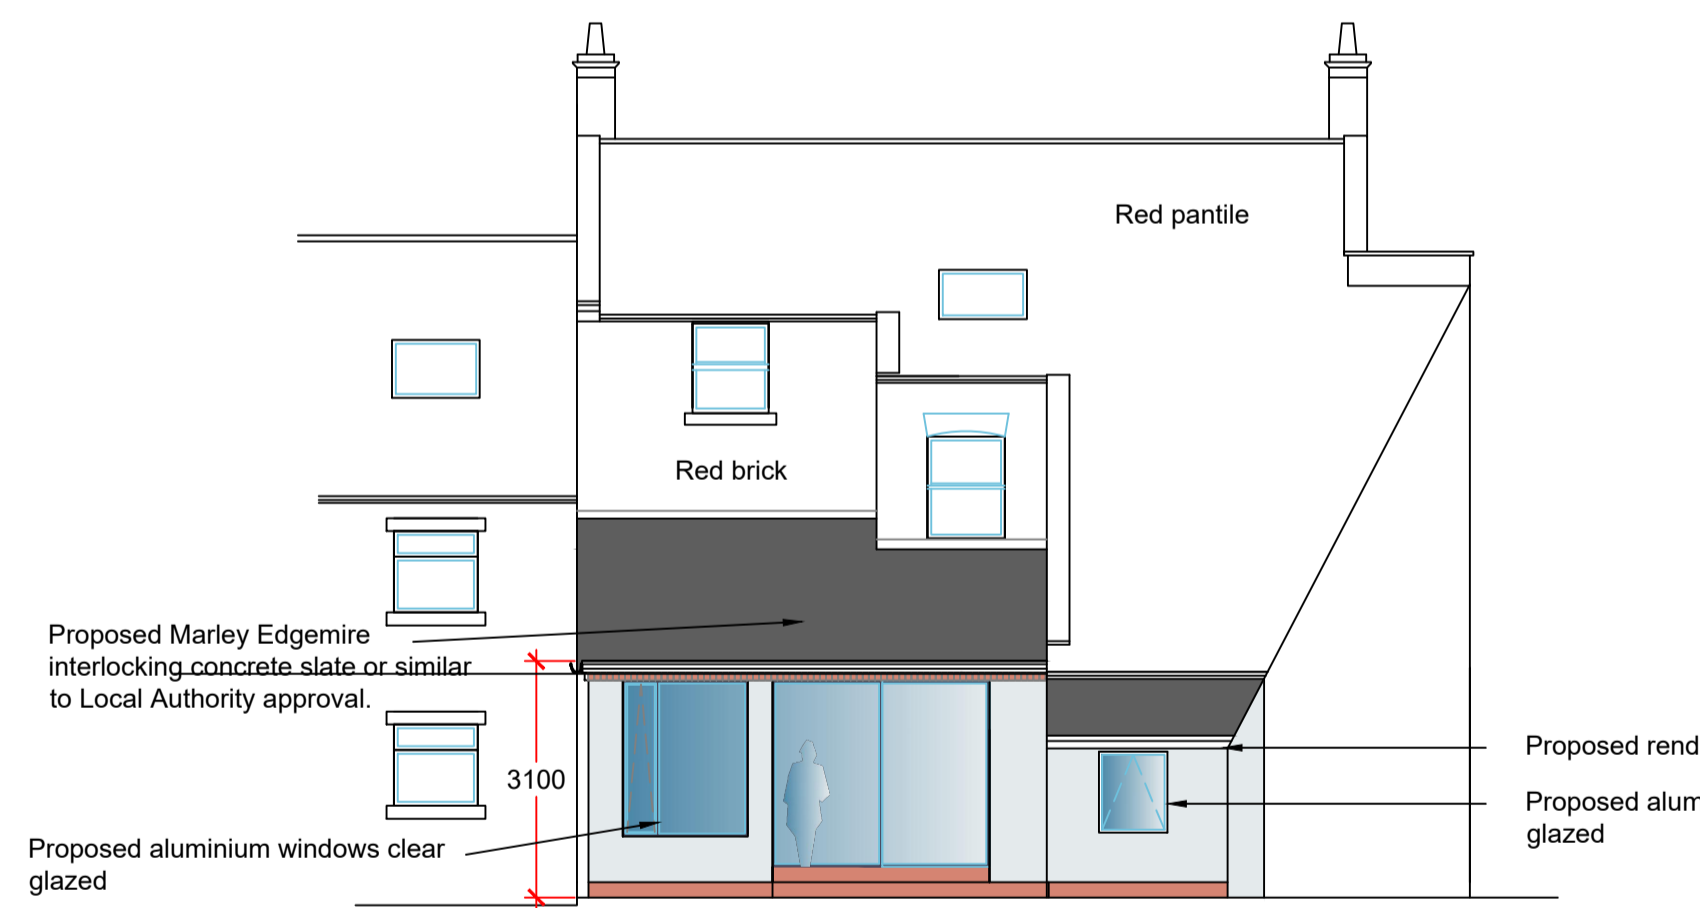 Red pantile
Red brick
Proposed Marley Edgemire
interlocking concrete slate or similar
to Local Authority approval.
3100
Proposed rend
Proposed alum
glazed
Proposed aluminium windows clear
glazed